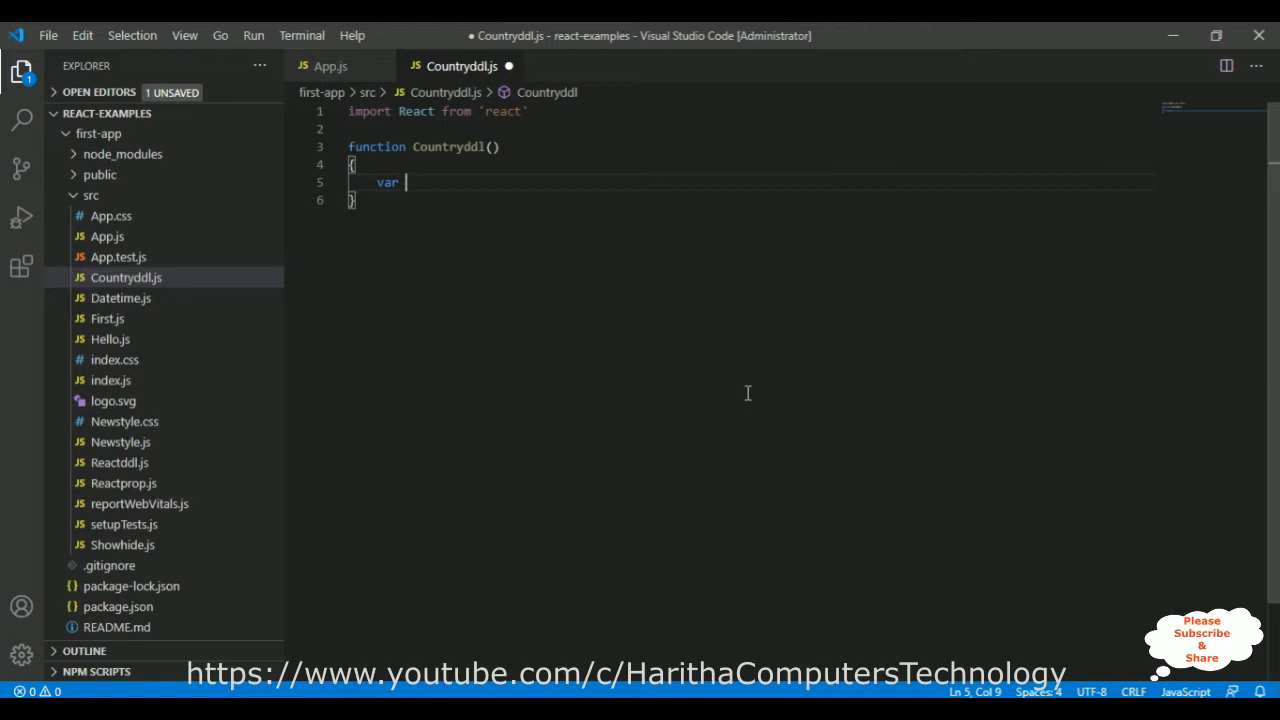 File Edit Selection View Go Run Terminal Help
● Countryddl.js - react-examples - Visual Studio Code [Administrator]
EXPLORER
App.js
Countryddl.js
OPEN EDITORS 1 UNSAVED
first-app > src > Countryddl.js > Countryddl
1
REACT-EXAMPLES
first-app
node_modules
public
src
App.css
App.js
App.test.js
Countryddl.js
Datetime.js
First.js
Hello.js
index.css
index.js
logo.svg
Newstyle.css
Newstyle.js
Reactddl.js
Reactprop.js
reportWebVitals.js
setupTests.js
Showhide.js
.gitignore
package-lock.json
package.json
README.md
OUTLINE
NPM SCRIPTS
1 import React from 'react'
2
3 function Countryddl()
4 {
5 var
6 }
Please
Subscribe
&
Share
https://www.youtube.com/c/HarithaComputersTechnology
0 0
Ln 5, Col 9 Spaces: 4 UTF-8 CRLF JavaScript